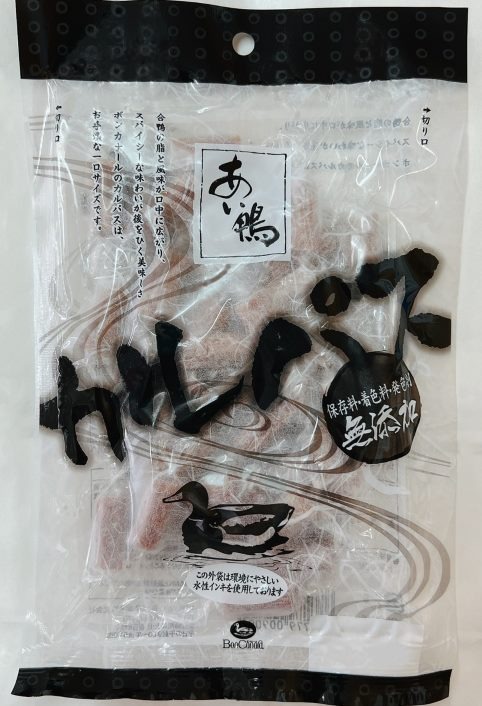 切り口
切り口
合鴨の脂と風味が口中に広がり、
スパイシーな味わいが後をひく美味しさ
ボンカナールのカルパスは、
お手頃な一口サイズです。
あい鴨
カルパス
保存料・着色料・発色剤
無添加
この外袋は環境にやさしい
水性インキを使用しております
BonCanard